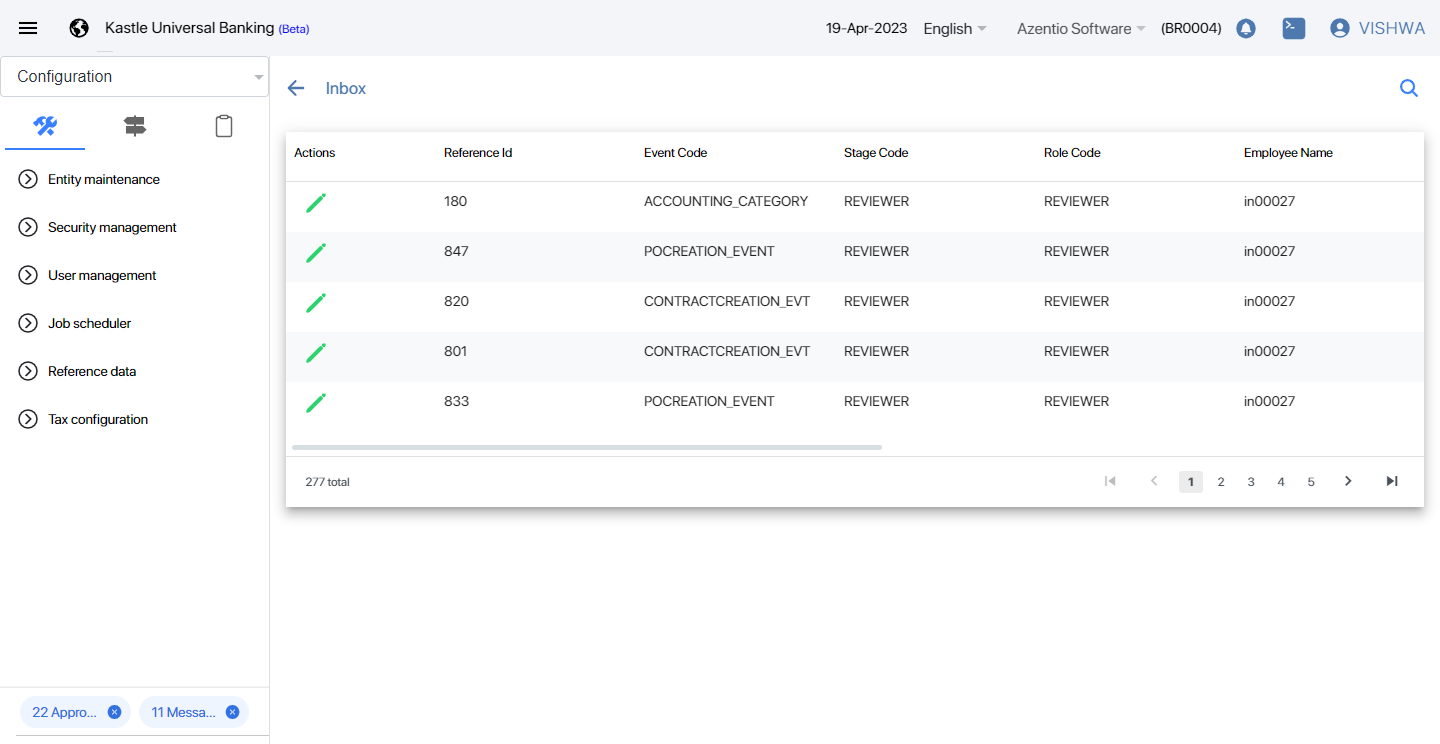 Kastle Universal Banking (Beta) 19-Apr-2023 English Azentio Software (BR0004) VISHWA
Configuration
Inbox
Actions Reference Id Event Code Stage Code Role Code Employee Name
Entity maintenance
180 ACCOUNTING_CATEGORY REVIEWER REVIEWER in00027
Security management
847 POCREATION_EVENT REVIEWER REVIEWER in00027
User management
820 CONTRACTCREATION_EVT REVIEWER REVIEWER in00027
Job scheduler
801 CONTRACTCREATION_EVT REVIEWER REVIEWER in00027
Reference data
833 POCREATION_EVENT REVIEWER REVIEWER in00027
Tax configuration
277 total 1 2 3 4 5
22 Appro... 11 Messa...